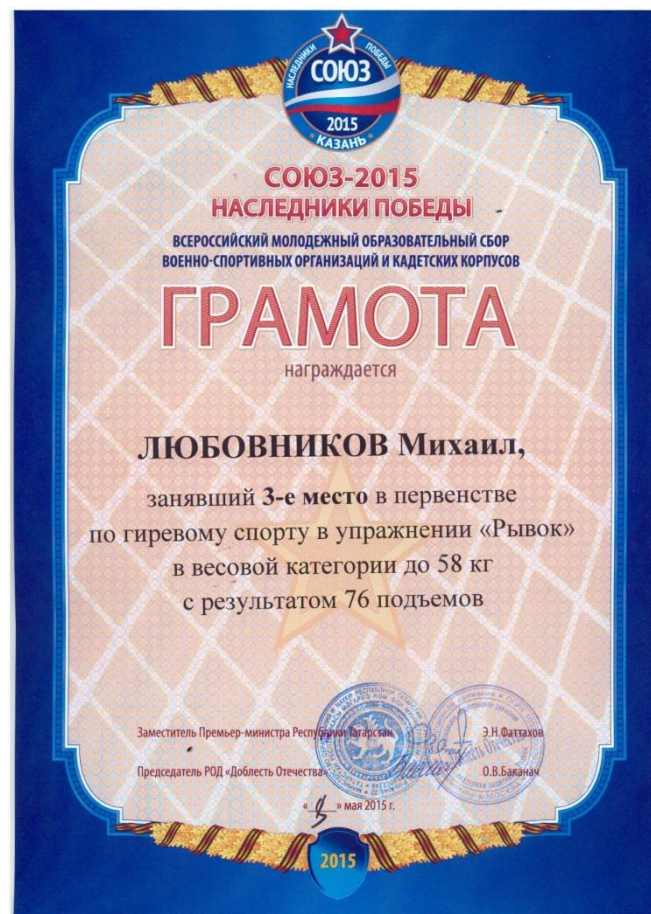 НАСЛЕДНИКИ ПОБЕДЫ
СОЮЗ
2015
КАЗАНЬ
СОЮЗ-2015
НАСЛЕДНИКИ ПОБЕДЫ
ВСЕРОССИЙСКИЙ МОЛОДЕЖНЫЙ ОБРАЗОВАТЕЛЬНЫЙ СБОР
ВОЕННО-СПОРТИВНЫХ ОРГАНИЗАЦИЙ И КАДЕТСКИХ КОРПУСОВ
ГРАМОТА
награждается
ЛЮБОВНИКОВ Михаил,
занявший 3-е место в первенстве
по гиревому спорту в упражнении «Рывок»
в весовой категории до 58 кг
с результатом 76 подъемов
Заместитель Премьер-министра Республики Татарстан Э.Н.Фаттахов
Председатель РОД «Доблесть Отечества» О.В.Баканач
« » мая 2015 г.
2015